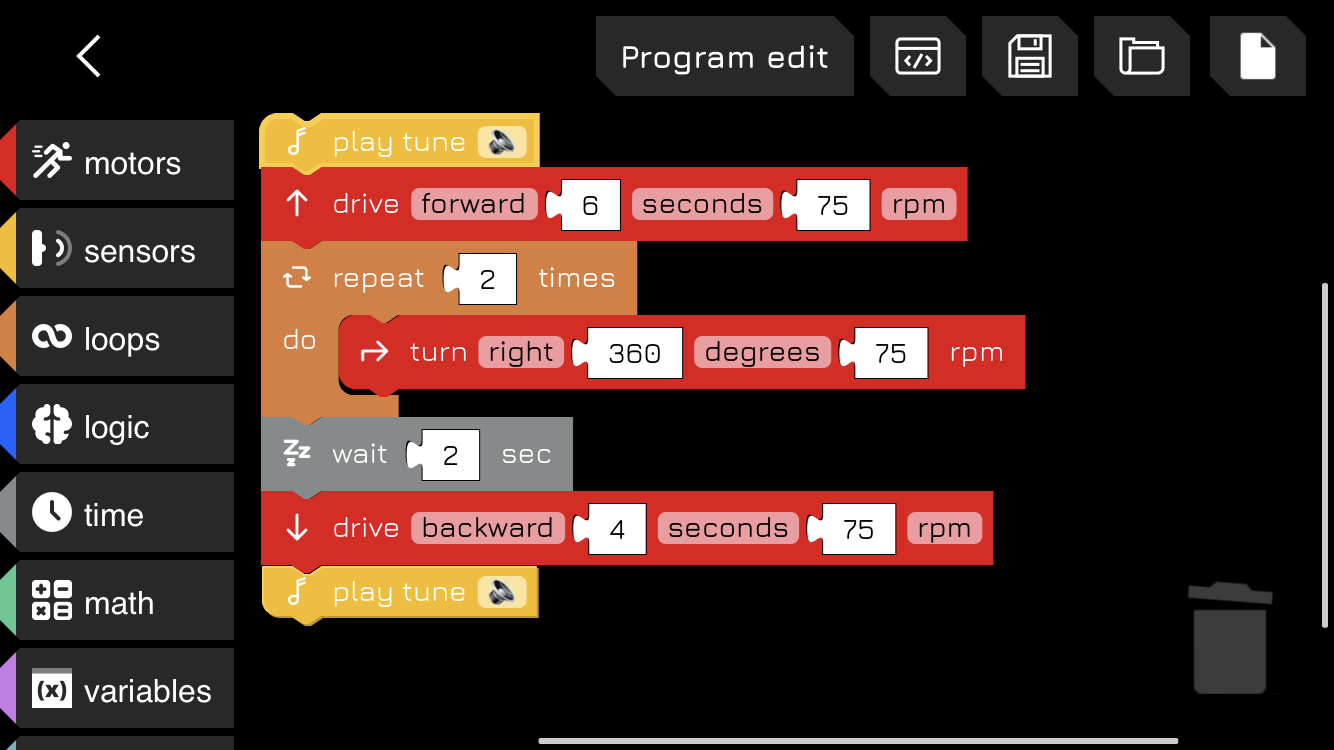 Program edit
motors
sensors
loops
logic
time
math
(x) variables
play tune
drive forward 6 seconds 75 rpm
repeat 2 times
do turn right 360 degrees 75 rpm
wait 2 sec
drive backward 4 seconds 75 rpm
play tune